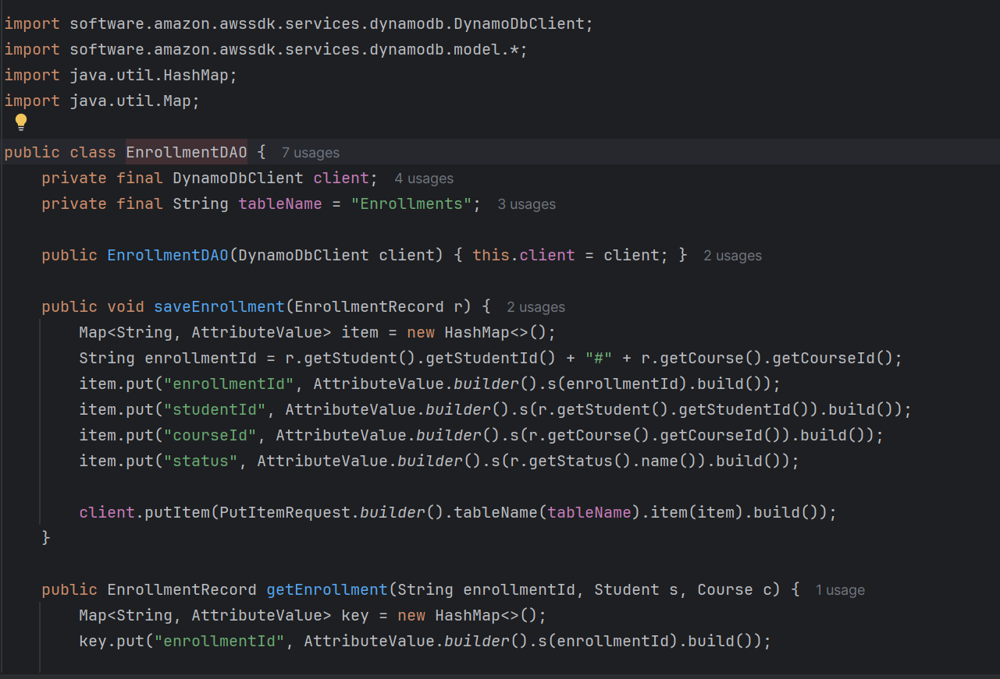 import software.amazon.awssdk.services.dynamodb.DynamoDbClient;
import software.amazon.awssdk.services.dynamodb.model.*;
import java.util.HashMap;
import java.util.Map;
public class EnrollmentDAO { 7 usages
    private final DynamoDbClient client; 4 usages
    private final String tableName = "Enrollments"; 3 usages
    public EnrollmentDAO(DynamoDbClient client) { this.client = client; } 2 usages
    public void saveEnrollment(EnrollmentRecord r) { 2 usages
        Map<String, AttributeValue> item = new HashMap<>();
        String enrollmentId = r.getStudent().getStudentId() + "#" + r.getCourse().getCourseId();
        item.put("enrollmentId", AttributeValue.builder().s(enrollmentId).build());
        item.put("studentId", AttributeValue.builder().s(r.getStudent().getStudentId()).build());
        item.put("courseId", AttributeValue.builder().s(r.getCourse().getCourseId()).build());
        item.put("status", AttributeValue.builder().s(r.getStatus().name()).build());
        client.putItem(PutItemRequest.builder().tableName(tableName).item(item).build());
    }
    public EnrollmentRecord getEnrollment(String enrollmentId, Student s, Course c) { 1 usage
        Map<String, AttributeValue> key = new HashMap<>();
        key.put("enrollmentId", AttributeValue.builder().s(enrollmentId).build());